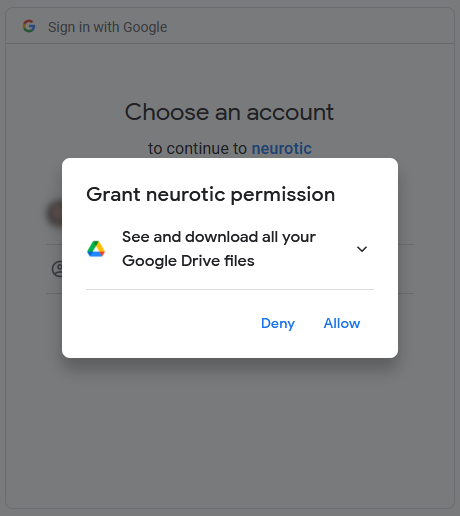 Sign in with Google
Choose an account
to continue to neurotic
Grant neurotic permission
See and download all your
Google Drive files
Deny Allow